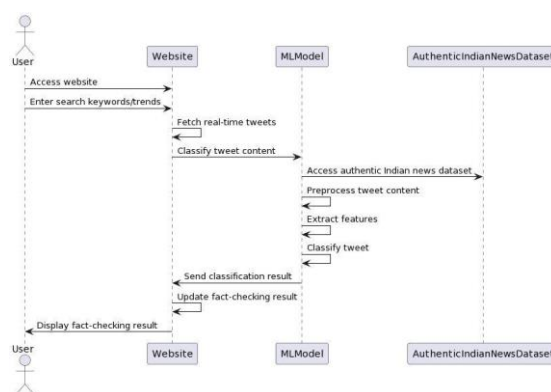 User
Website
MLModel
AuthenticIndianNewsDataset
Access website
Enter search keywords/trends
Fetch real-time tweets
Classify tweet content
Access authentic Indian news dataset
Preprocess tweet content
Extract features
Classify tweet
Send classification result
Update fact-checking result
Display fact-checking result
User
Website
MLModel
AuthenticIndianNewsDataset